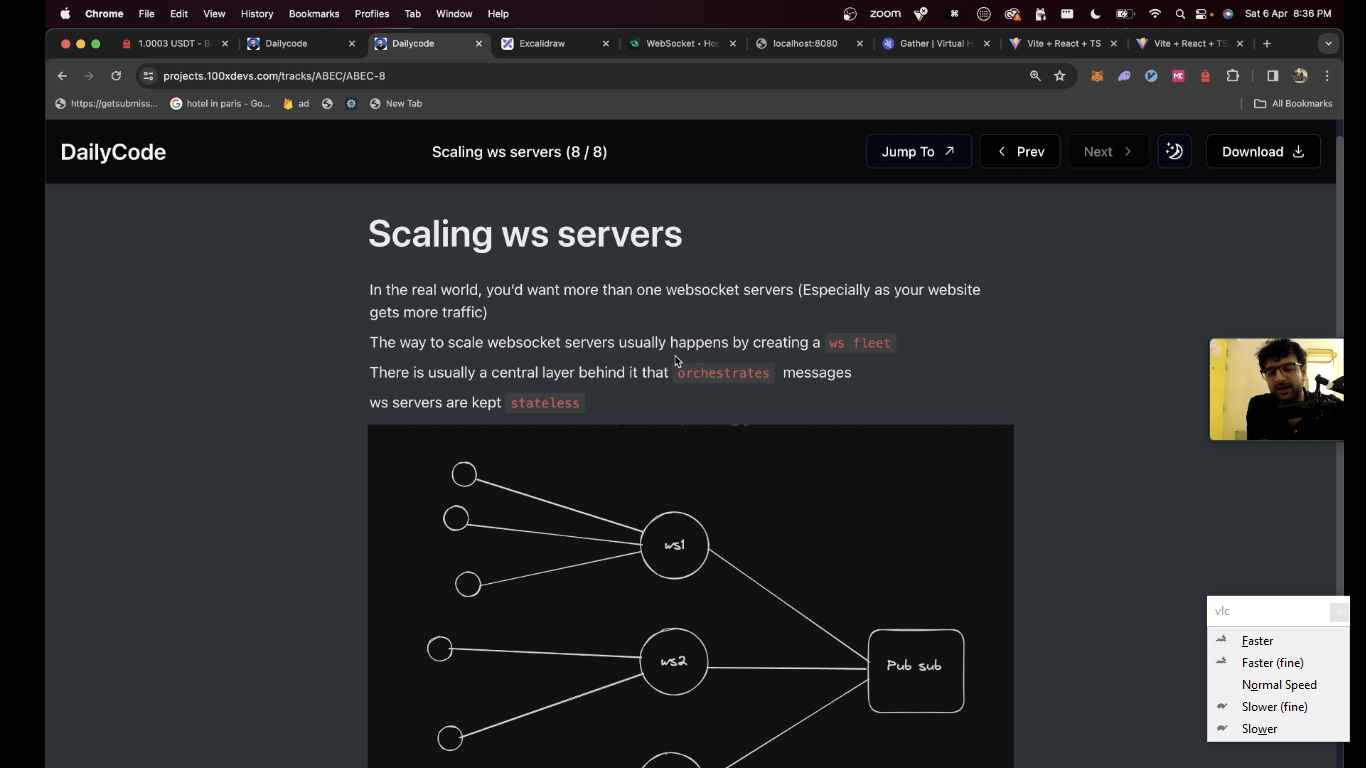 Chrome File Edit View History Bookmarks Profiles Tab Window Help zoom Sat 6 Apr 8:36 PM
1.0003 USDT - B Dailycode Dailycode Excalidraw WebSocket • Ho localhost:8080 Gather | Virtual H Vite + React + TS Vite + React + TS
projects.100xdevs.com/tracks/ABEC/ABEC-8
https://getsubmiss... hotel in paris - Go... ad New Tab All Bookmarks
DailyCode Scaling ws servers (8 / 8) Jump To Prev Next Download
Scaling ws servers
In the real world, you'd want more than one websocket servers (Especially as your website
gets more traffic)
The way to scale websocket servers usually happens by creating a ws fleet
There is usually a central layer behind it that orchestrates messages
ws servers are kept stateless
ws1
ws2
Pub sub
vlc
Faster
Faster (fine)
Normal Speed
Slower (fine)
Slower